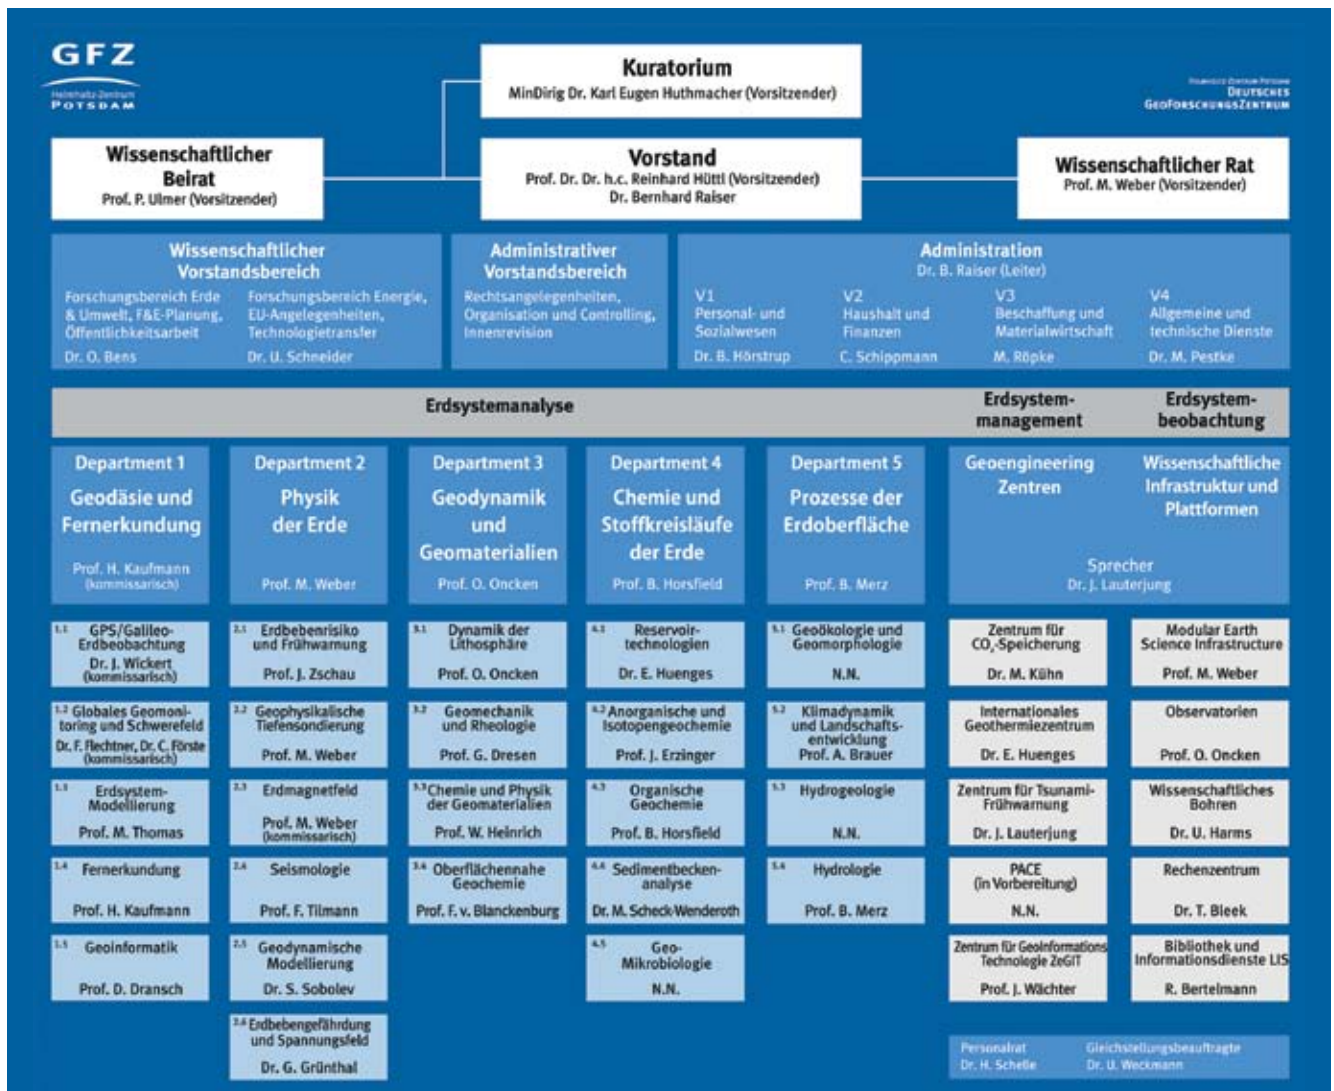 GFZ
Helmholtz-Zentrum
POTSDAM
Kuratorium
MinDirig Dr. Karl Eugen Huthmacher (Vorsitzender)
HELMHOLTZ-ZENTRUM POTSDAM
DEUTSCHES
GEOFORSCHUNGSZENTRUM
Wissenschaftlicher
Beirat
Prof. P. Ulmer (Vorsitzender)
Vorstand
Prof. Dr. Dr. h.c. Reinhard Hüttl (Vorsitzender)
Dr. Bernhard Raiser
Wissenschaftlicher Rat
Prof. M. Weber (Vorsitzender)
Wissenschaftlicher
Vorstandsbereich
Forschungsbereich Erde
& Umwelt, F&E-Planung,
Öffentlichkeitsarbeit
Dr. O. Bens
Forschungsbereich Energie,
EU-Angelegenheiten,
Technologietransfer
Dr. U. Schneider
Administrativer
Vorstandsbereich
Rechtsangelegenheiten,
Organisation und Controlling,
Innenrevision
Administration
Dr. B. Raiser (Leiter)
V1
Personal- und
Sozialwesen
Dr. B. Hörstrup
V2
Haushalt und
Finanzen
C. Schippmann
V3
Beschaffung und
Materialwirtschaft
M. Röpke
V4
Allgemeine und
technische Dienste
Dr. M. Pestke
Erdsystemanalyse
Erdsystem-
management
Erdsystem-
beobachtung
Department 1
Geodäsie und
Fernerkundung
Prof. H. Kaufmann
(kommissarisch)
Department 2
Physik
der Erde
Prof. M. Weber
Department 3
Geodynamik
und
Geomaterialien
Prof. O. Oncken
Department 4
Chemie und
Stoffkreisläufe
der Erde
Prof. B. Horsfield
Department 5
Prozesse der
Erdoberfläche
Prof. B. Merz
Geoengineering
Zentren
Wissenschaftliche
Infrastruktur und
Plattformen
Sprecher
Dr. J. Lauterjung
1.1 GPS/Galileo-
Erdbeobachtung
Dr. J. Wickert
(kommissarisch)
1.2 Globales Geomoni-
toring und Schwerefeld
Dr. F. Flechtner, Dr. C. Förste
(kommissarisch)
1.3 Erdsystem-
Modellierung
Prof. M. Thomas
1.4 Fernerkundung
Prof. H. Kaufmann
1.5 Geoinformatik
Prof. D. Dransch
2.1 Erdbebenrisiko
und Frühwarnung
Prof. J. Zschau
2.2 Geophysikalische
Tiefensondierung
Prof. M. Weber
2.3 Erdmagnetfeld
Prof. M. Weber
(kommissarisch)
2.4 Seismologie
Prof. F. Tilmann
2.5 Geodynamische
Modellierung
Dr. S. Sobolev
2.6 Erdbebengefährdung
und Spannungsfeld
Dr. G. Grünthal
3.1 Dynamik der
Lithosphäre
Prof. O. Oncken
3.2 Geomechanik
und Rheologie
Prof. G. Dresen
3.3 Chemie und Physik
der Geomaterialien
Prof. W. Heinrich
3.4 Oberflächennahe
Geochemie
Prof. F. v. Blanckenburg
4.1 Reservoir-
technologien
Dr. E. Huenges
4.2 Anorganische und
Isotopengeochemie
Prof. J. Erzinger
4.3 Organische
Geochemie
Prof. B. Horsfield
4.4 Sedimentbecken-
analyse
Dr. M. Scheck-Wenderoth
4.5 Geo-
Mikrobiologie
N.N.
5.1 Geoökologie und
Geomorphologie
N.N.
5.2 Klimadynamik
und Landschafts-
entwicklung
Prof. A. Brauer
5.3 Hydrogeologie
N.N.
5.4 Hydrologie
Prof. B. Merz
Zentrum für
CO₂-Speicherung
Dr. M. Kühn
Internationales
Geothermiezentrum
Dr. E. Huenges
Zentrum für Tsunami-
Frühwarnung
Dr. J. Lauterjung
PACE
(in Vorbereitung)
N.N.
Zentrum für GeoInformations
Technologie ZeGIT
Prof. J. Wächter
Modular Earth
Science Infrastructure
Prof. M. Weber
Observatorien
Prof. O. Oncken
Wissenschaftliches
Bohren
Dr. U. Harms
Rechenzentrum
Dr. T. Bleek
Bibliothek und
Informationsdienste LIS
R. Bertelmann
Personalrat
Dr. H. Schelle
Gleichstellungsbeauftragte
Dr. U. Weckmann